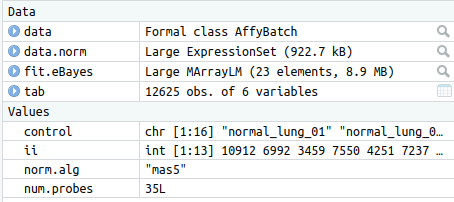 Data
data Formal class AffyBatch
data.norm Large ExpressionSet (922.7 kB)
fit.eBayes Large MArrayLM (23 elements, 8.9 MB)
tab 12625 obs. of 6 variables
Values
control chr [1:16] "normal_lung_01" "normal_lung_0…
ii int [1:13] 10912 6992 3459 7550 4251 7237 …
norm.alg "mas5"
num.probes 35L